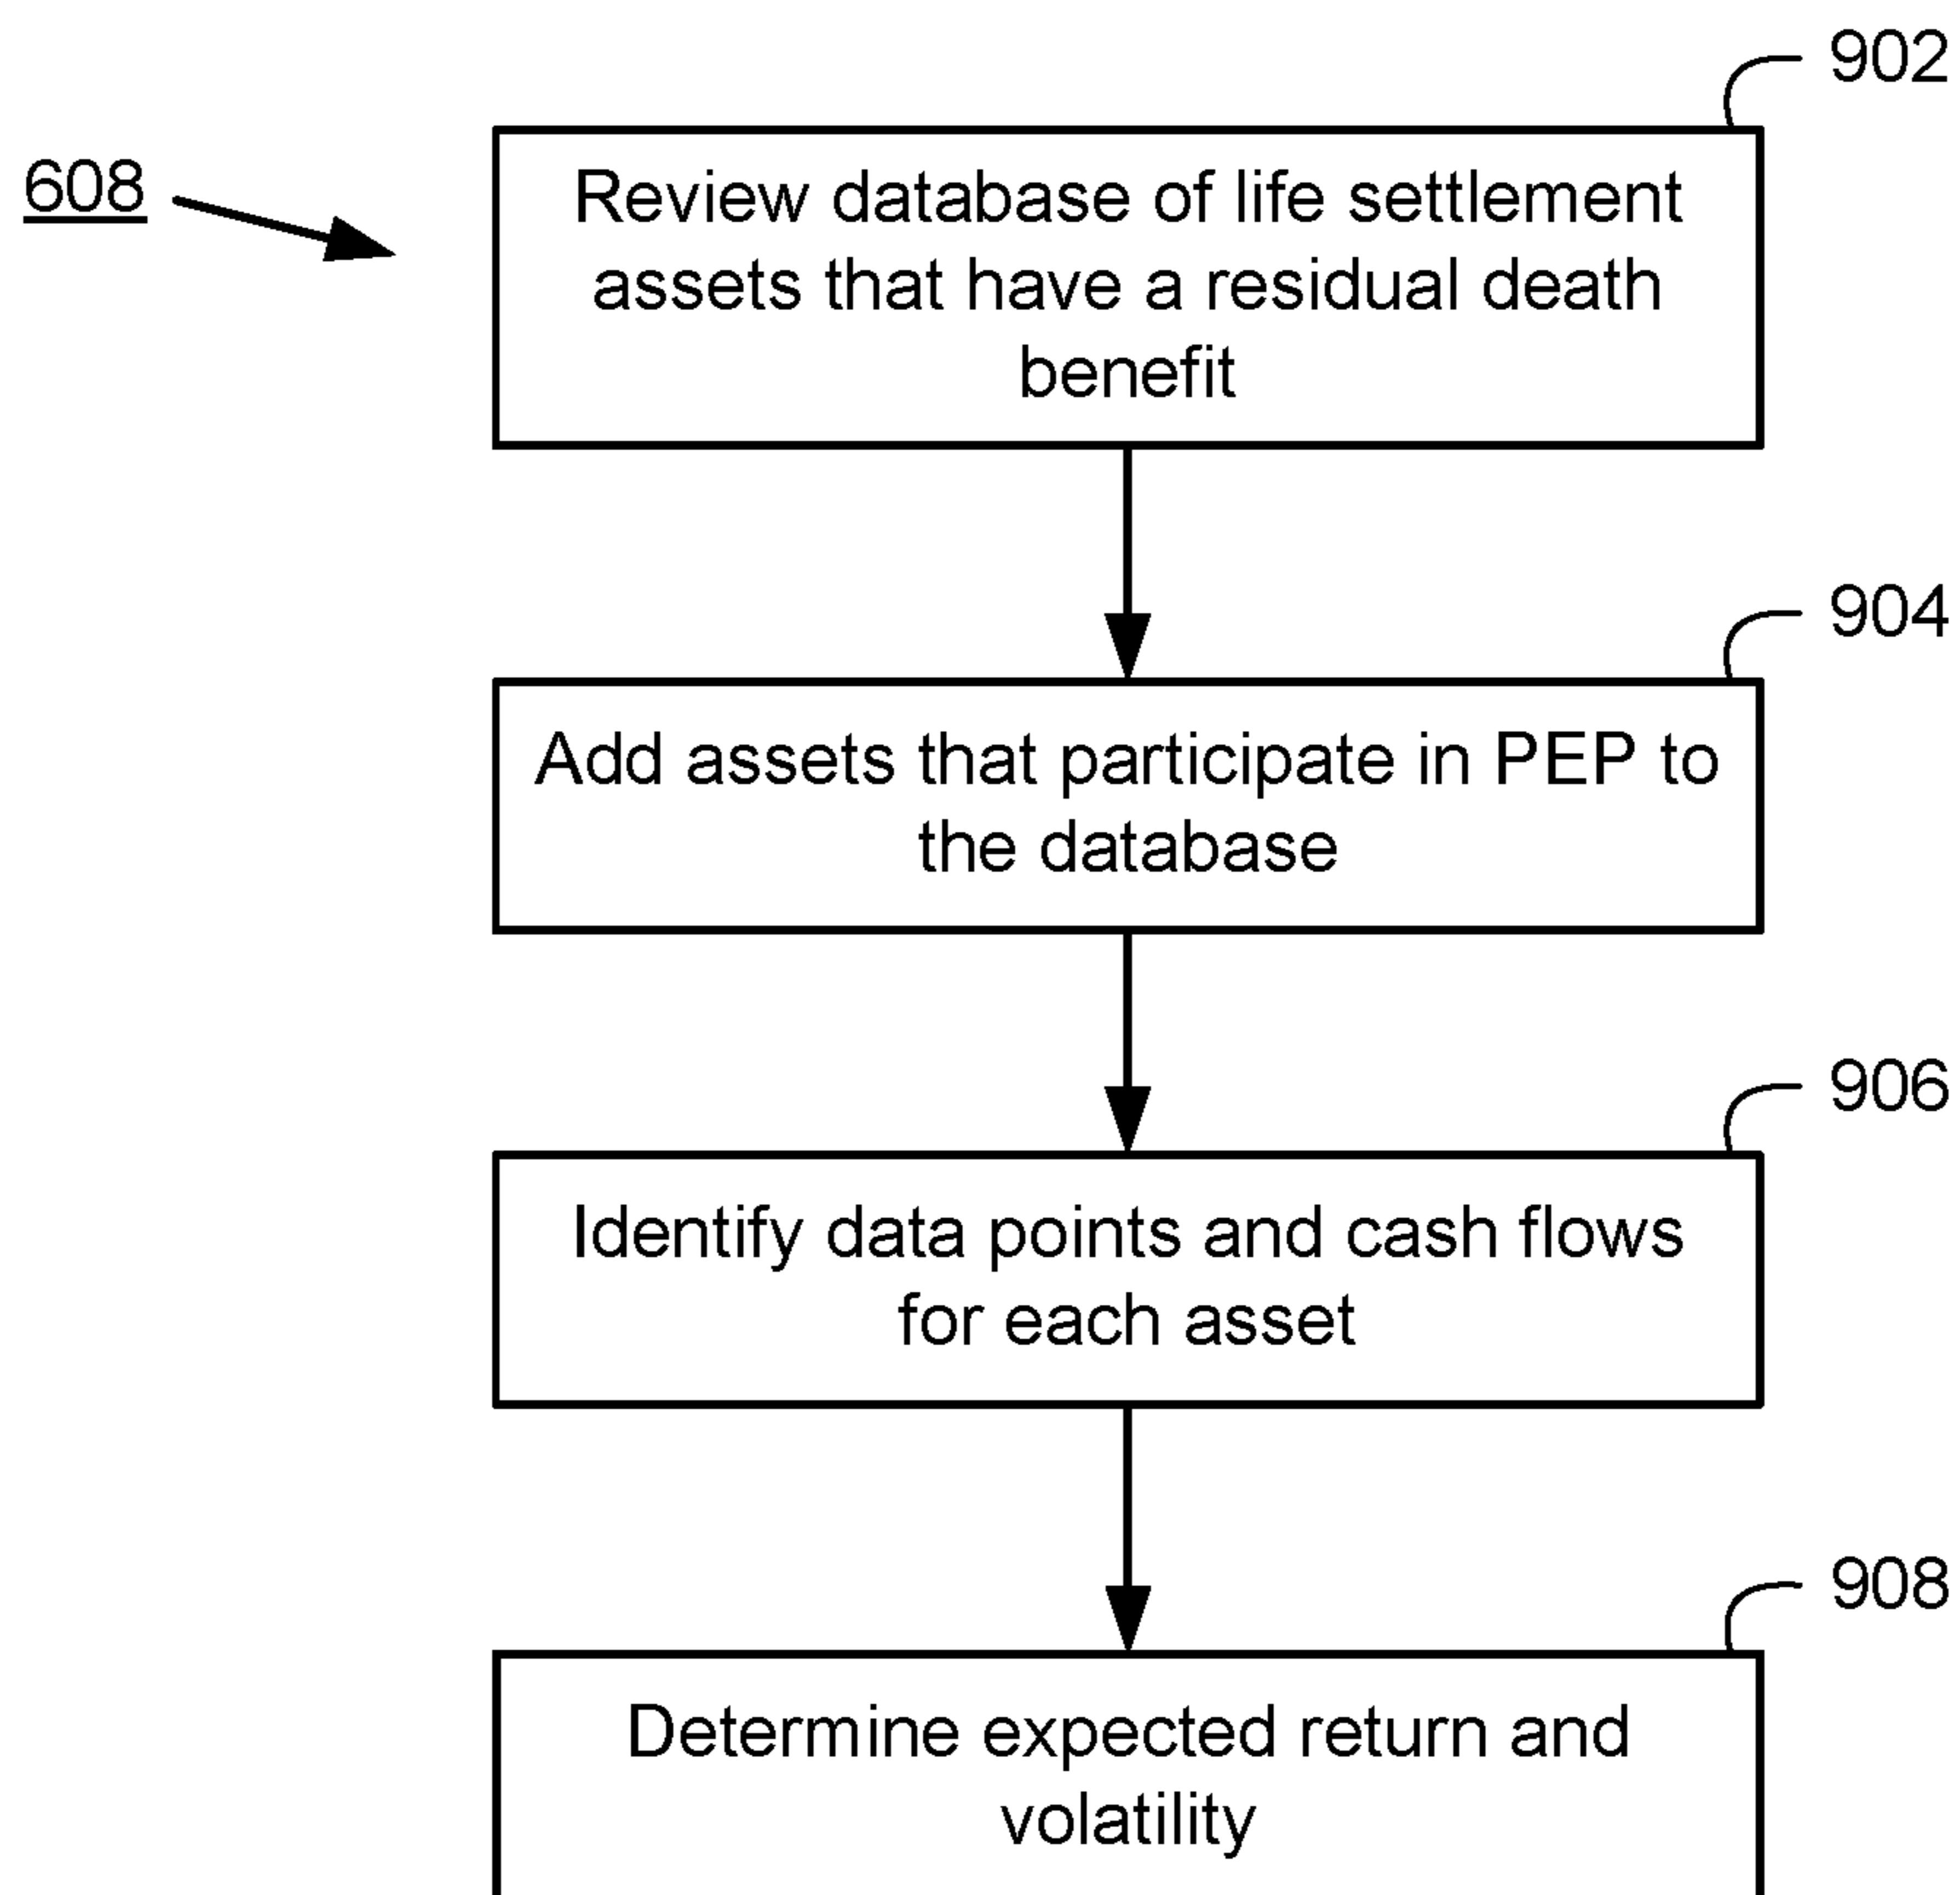 902
608
Review database of life settlement
assets that have a residual death
benefit
904
Add assets that participate in PEP to
the database
906
Identify data points and cash flows
for each asset
908
Determine expected return and
volatility